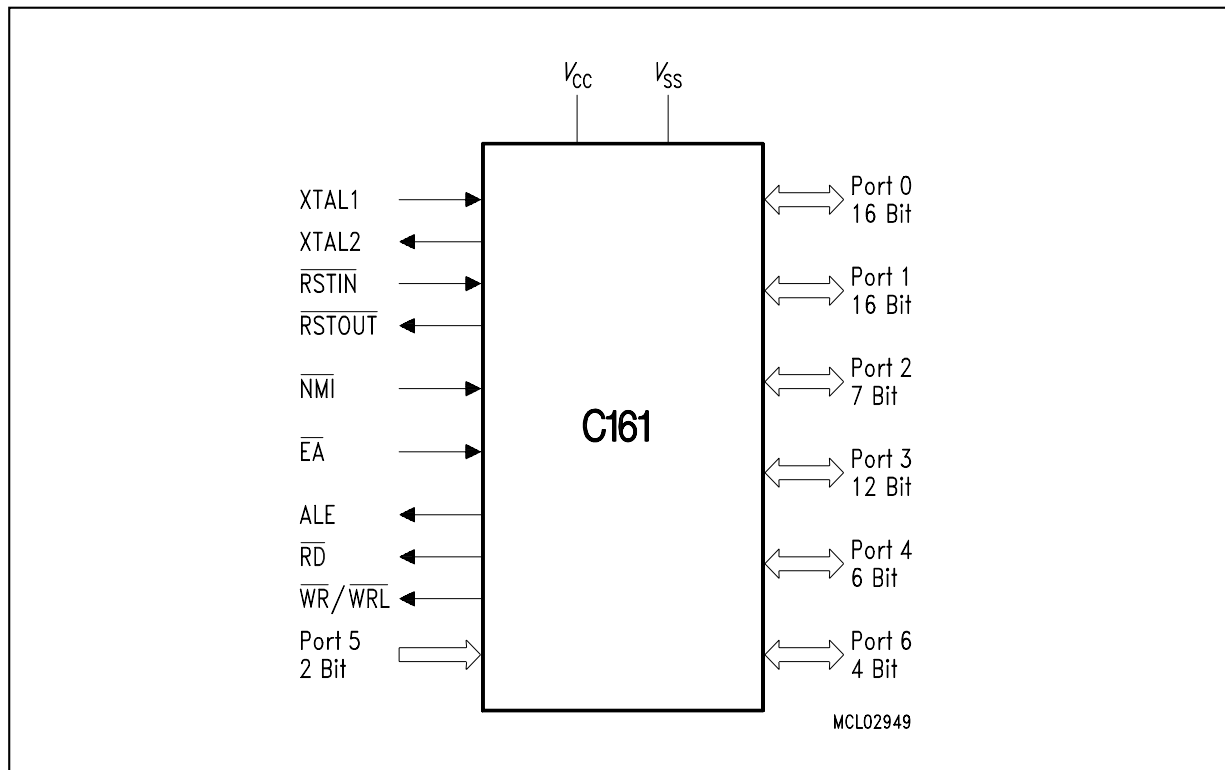 VCC
VSS
XTAL1
XTAL2
RSTIN
RSTOUT
NMI
EA
ALE
RD
WR/WRL
Port 5
2 Bit
C161
Port 0
16 Bit
Port 1
16 Bit
Port 2
7 Bit
Port 3
12 Bit
Port 4
6 Bit
Port 6
4 Bit
MCL02949